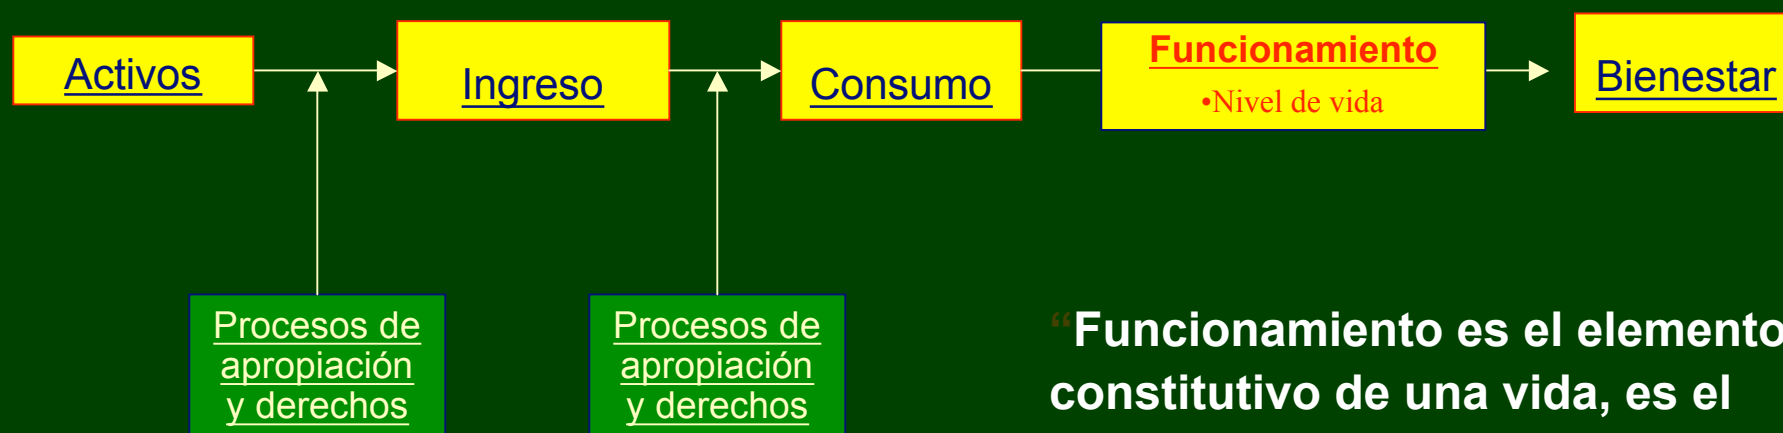 Activos
Ingreso
Consumo
Funcionamiento
•Nivel de vida
Bienestar
Procesos de
apropiación
y derechos
Procesos de
apropiación
y derechos
“Funcionamiento es el elemento
constitutivo de una vida, es el